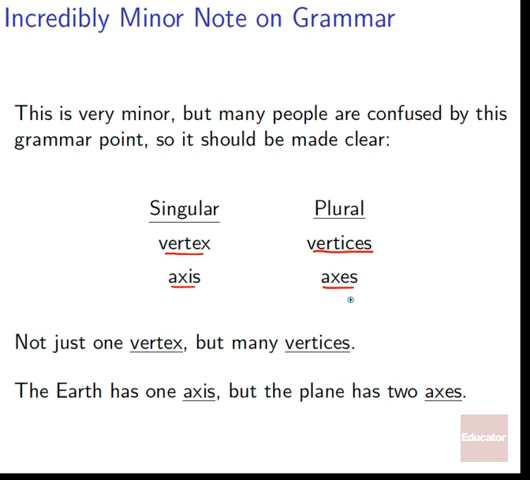 Incredibly Minor Note on Grammar
This is very minor, but many people are confused by this
grammar point, so it should be made clear:
Singular Plural
vertex vertices
axis axes
Not just one vertex, but many vertices.
The Earth has one axis, but the plane has two axes.
Educator